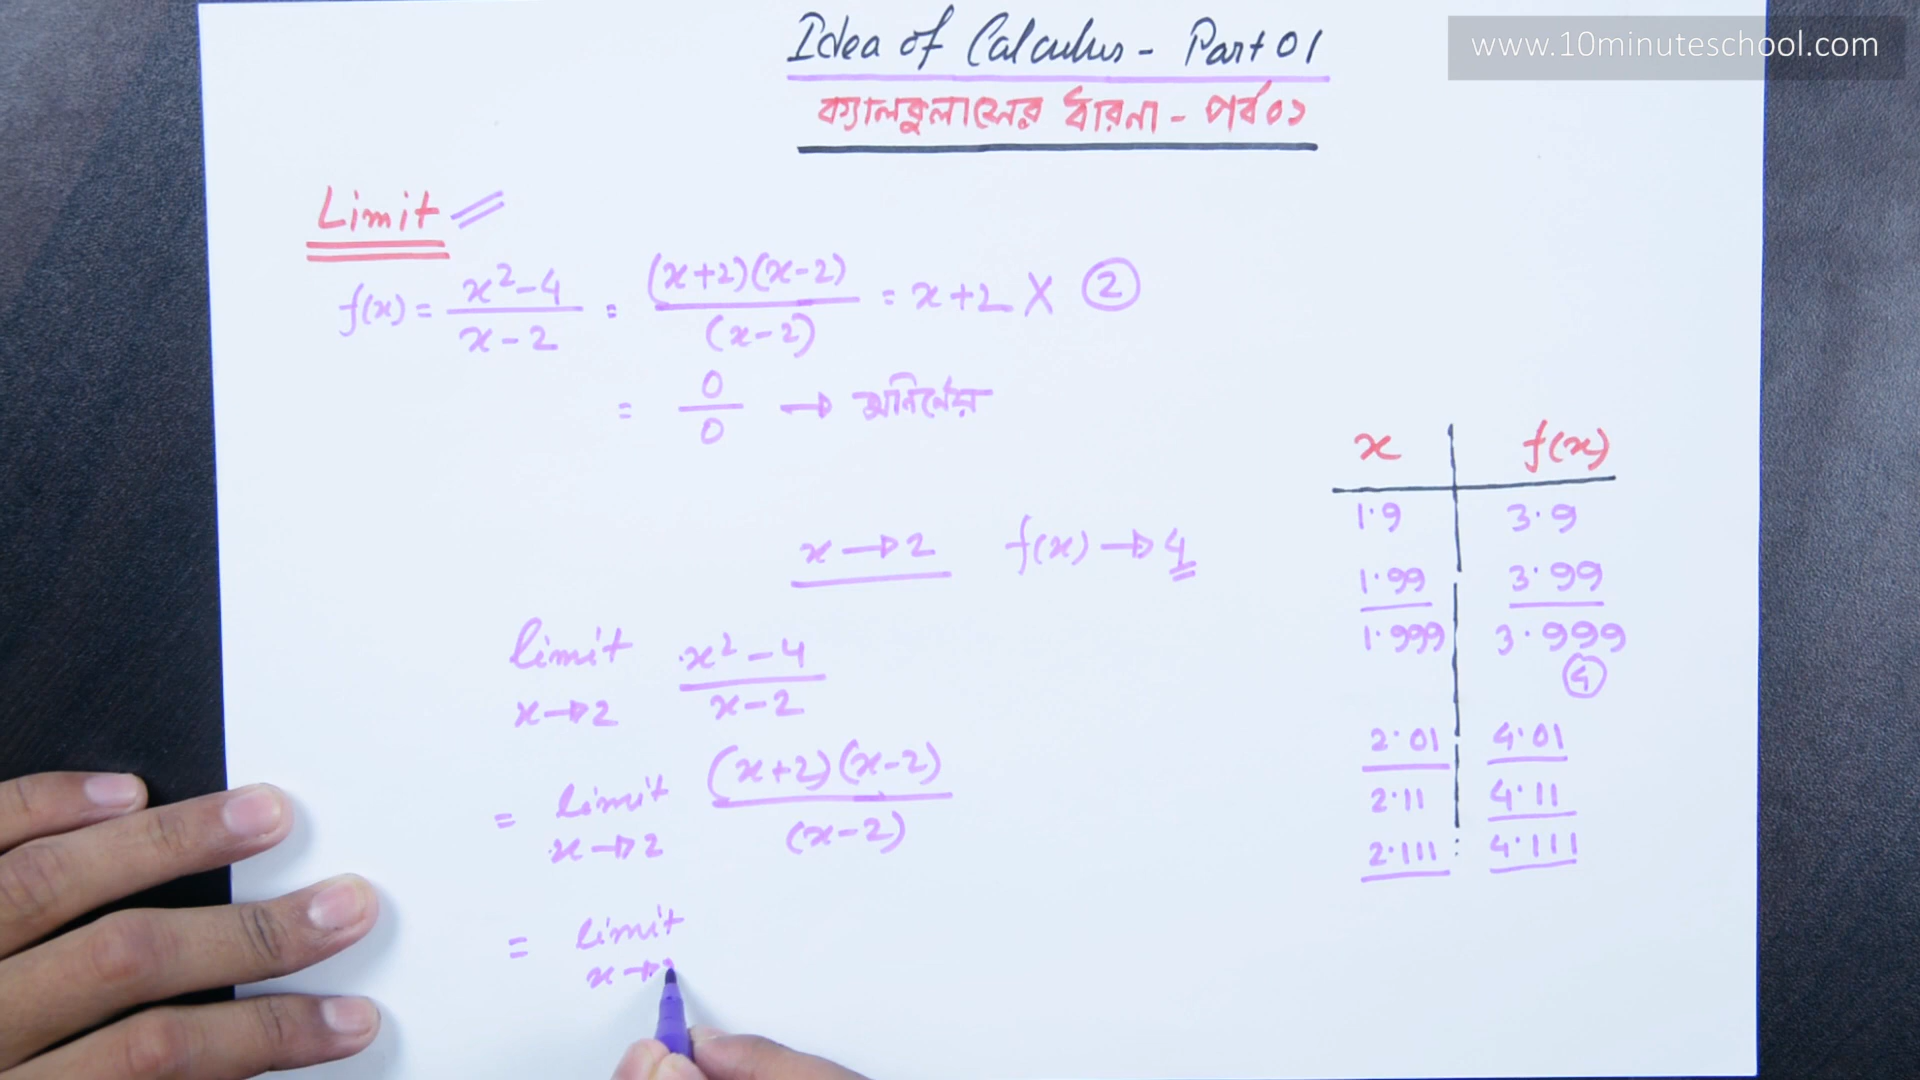 www.10minuteschool.com
Idea of Calculus - Part 01
ক্যালকুলাসের ধারনা - পর্ব ০১
Limit
f(x) = (x²-4)/(x-2) = (x+2)(x-2)/(x-2) = x+2 X ②
= 0/0 → অনির্ণেয়
x → 2 f(x) → 4
x | f(x)
1.9 | 3.9
1.99 | 3.99
1.999 | 3.999
④
2.01 | 4.01
2.11 | 4.11
2.111 | 4.111
limit x→2 (x²-4)/(x-2)
= limit x→2 (x+2)(x-2)/(x-2)
= limit x→